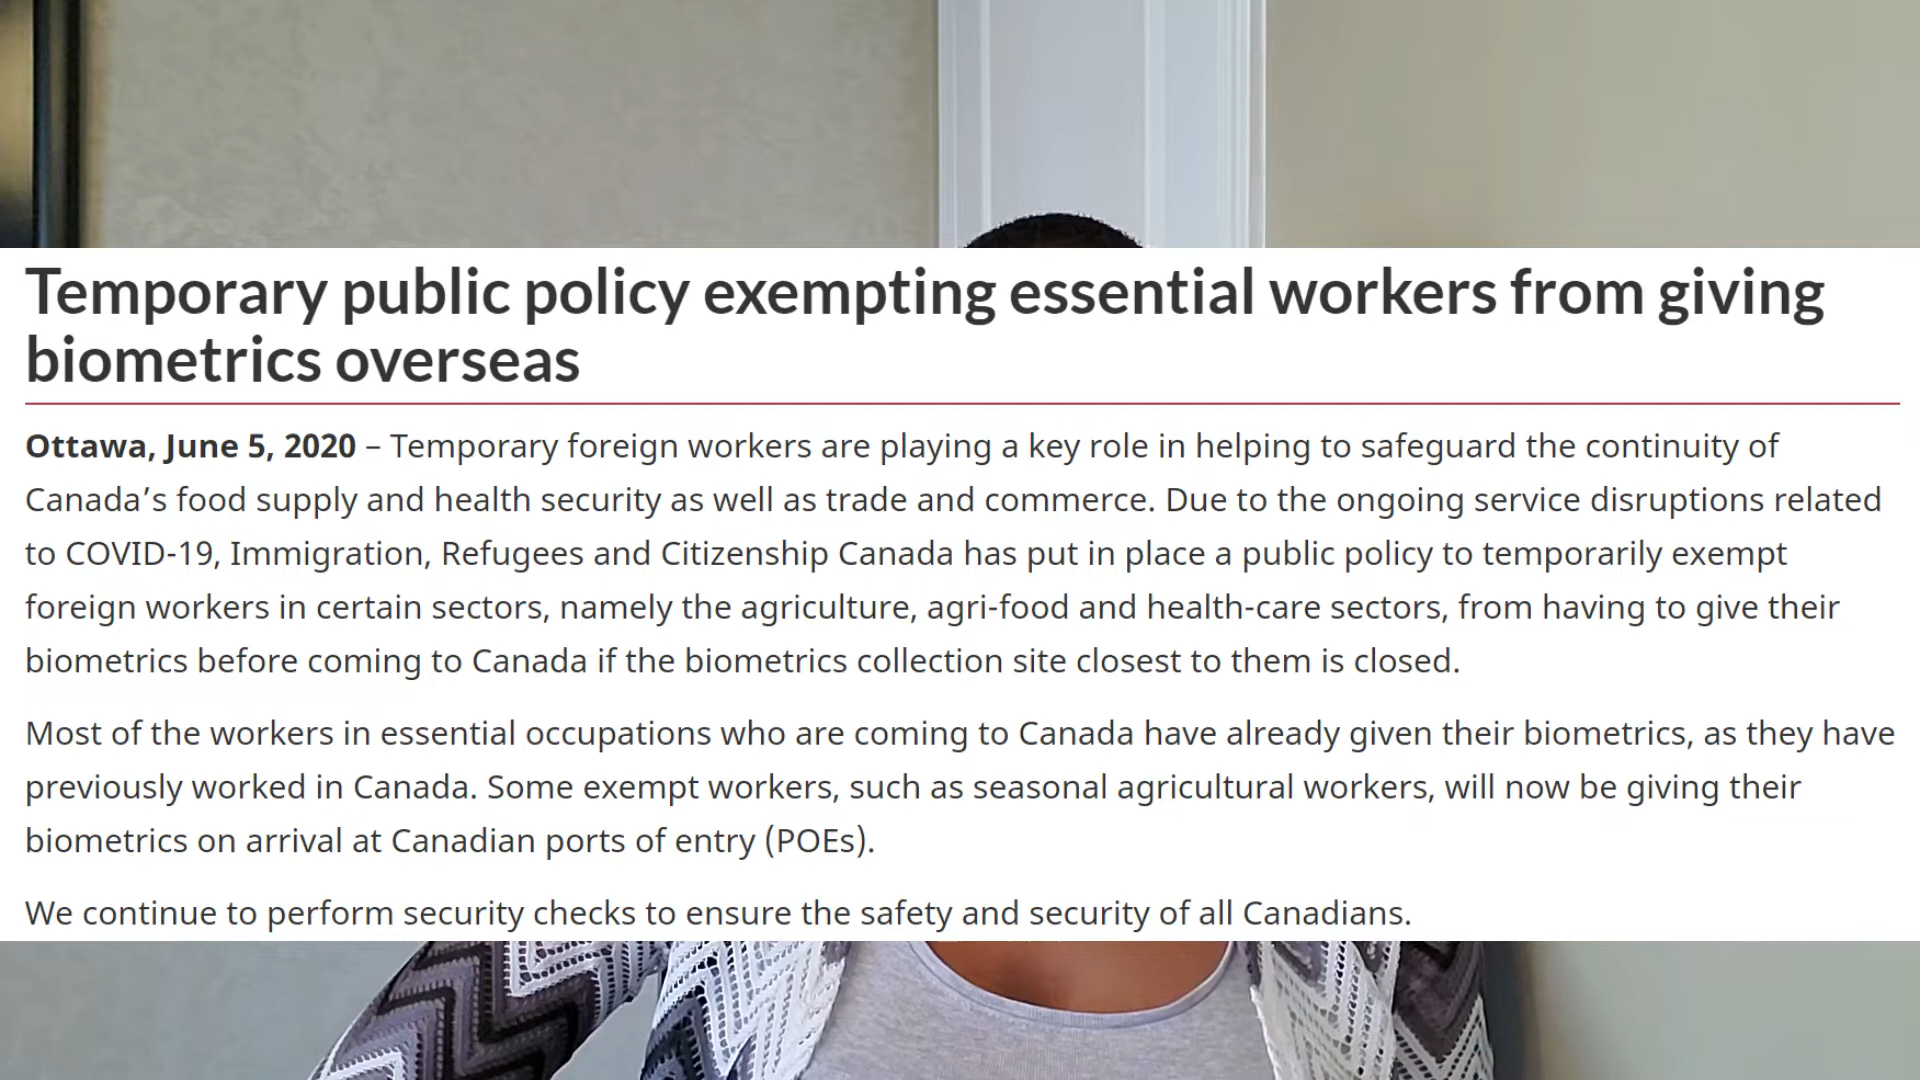 Temporary public policy exempting essential workers from giving
biometrics overseas
Ottawa, June 5, 2020 – Temporary foreign workers are playing a key role in helping to safeguard the continuity of
Canada’s food supply and health security as well as trade and commerce. Due to the ongoing service disruptions related
to COVID-19, Immigration, Refugees and Citizenship Canada has put in place a public policy to temporarily exempt
foreign workers in certain sectors, namely the agriculture, agri-food and health-care sectors, from having to give their
biometrics before coming to Canada if the biometrics collection site closest to them is closed.
Most of the workers in essential occupations who are coming to Canada have already given their biometrics, as they have
previously worked in Canada. Some exempt workers, such as seasonal agricultural workers, will now be giving their
biometrics on arrival at Canadian ports of entry (POEs).
We continue to perform security checks to ensure the safety and security of all Canadians.